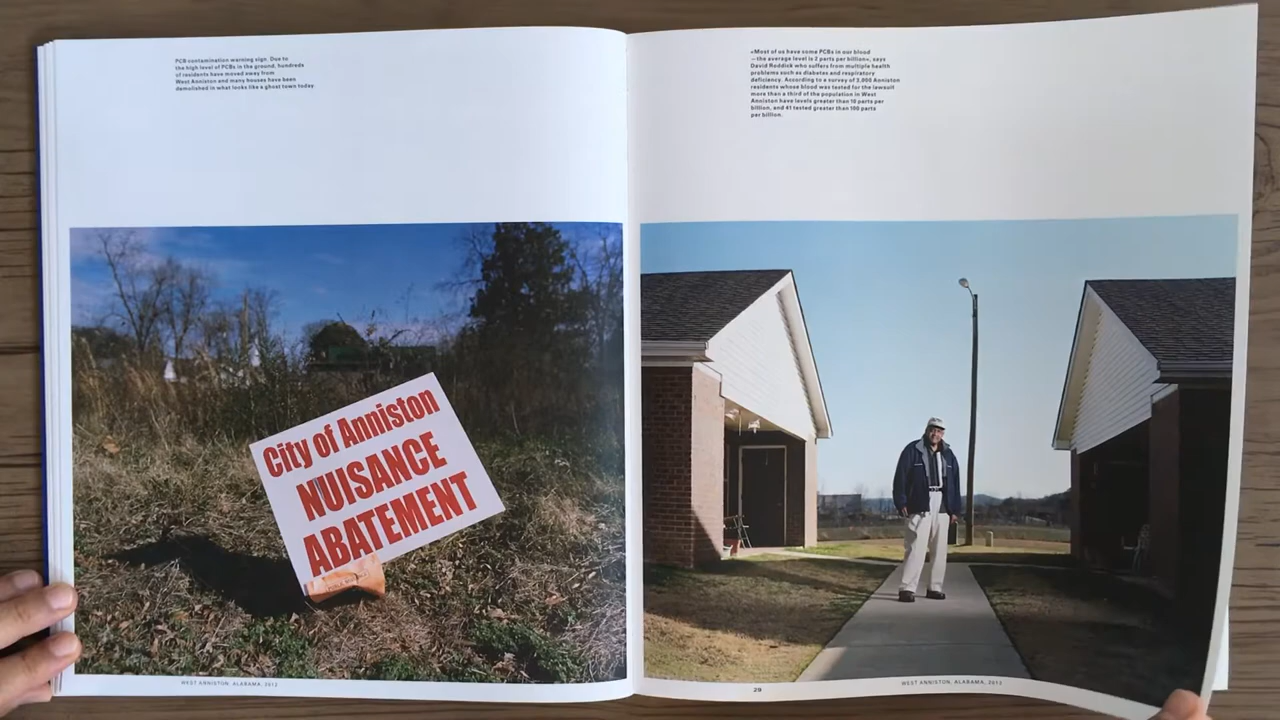 PCB contamination warning sign. Due to
the high level of PCBs in the ground, hundreds
of residents have moved away from
West Anniston and many houses have been
demolished in what looks like a ghost town today
«Most of us have some PCBs in our blood
—the average level is 2 parts per billion», says
David Roddick who suffers from multiple health
problems such as diabetes and respiratory
deficiency. According to a survey of 3,000 Anniston
residents whose blood was tested for the lawsuit
more than a third of the population in West
Anniston have levels greater than 10 parts per
billion, and 41 tested greater than 100 parts
per billion.
City of Anniston
NUISANCE
ABATEMENT
WEST ANNISTON, ALABAMA, 2012
29
WEST ANNISTON, ALABAMA, 2012